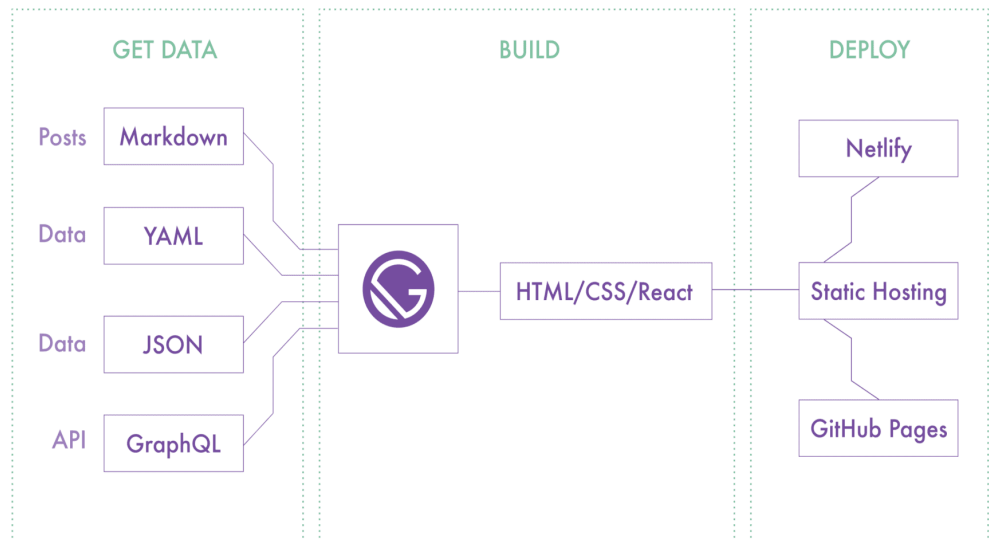 GET DATA
BUILD
DEPLOY
Posts
Markdown
Data
YAML
Data
JSON
API
GraphQL
HTML/CSS/React
Netlify
Static Hosting
GitHub Pages